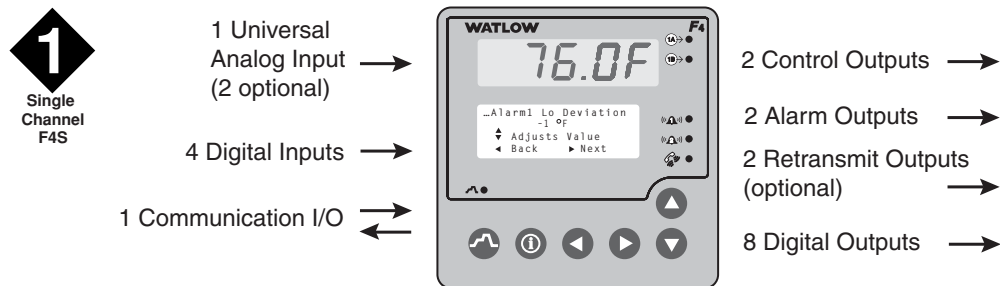 1
Single
Channel
F4S
1 Universal
Analog Input
(2 optional)
4 Digital Inputs
1 Communication I/O
WATLOW
F4
1A
1B
76.0F
…Alarm1 Lo Deviation
-1 °F
Adjusts Value
Back Next
2 Control Outputs
2 Alarm Outputs
2 Retransmit Outputs
(optional)
8 Digital Outputs